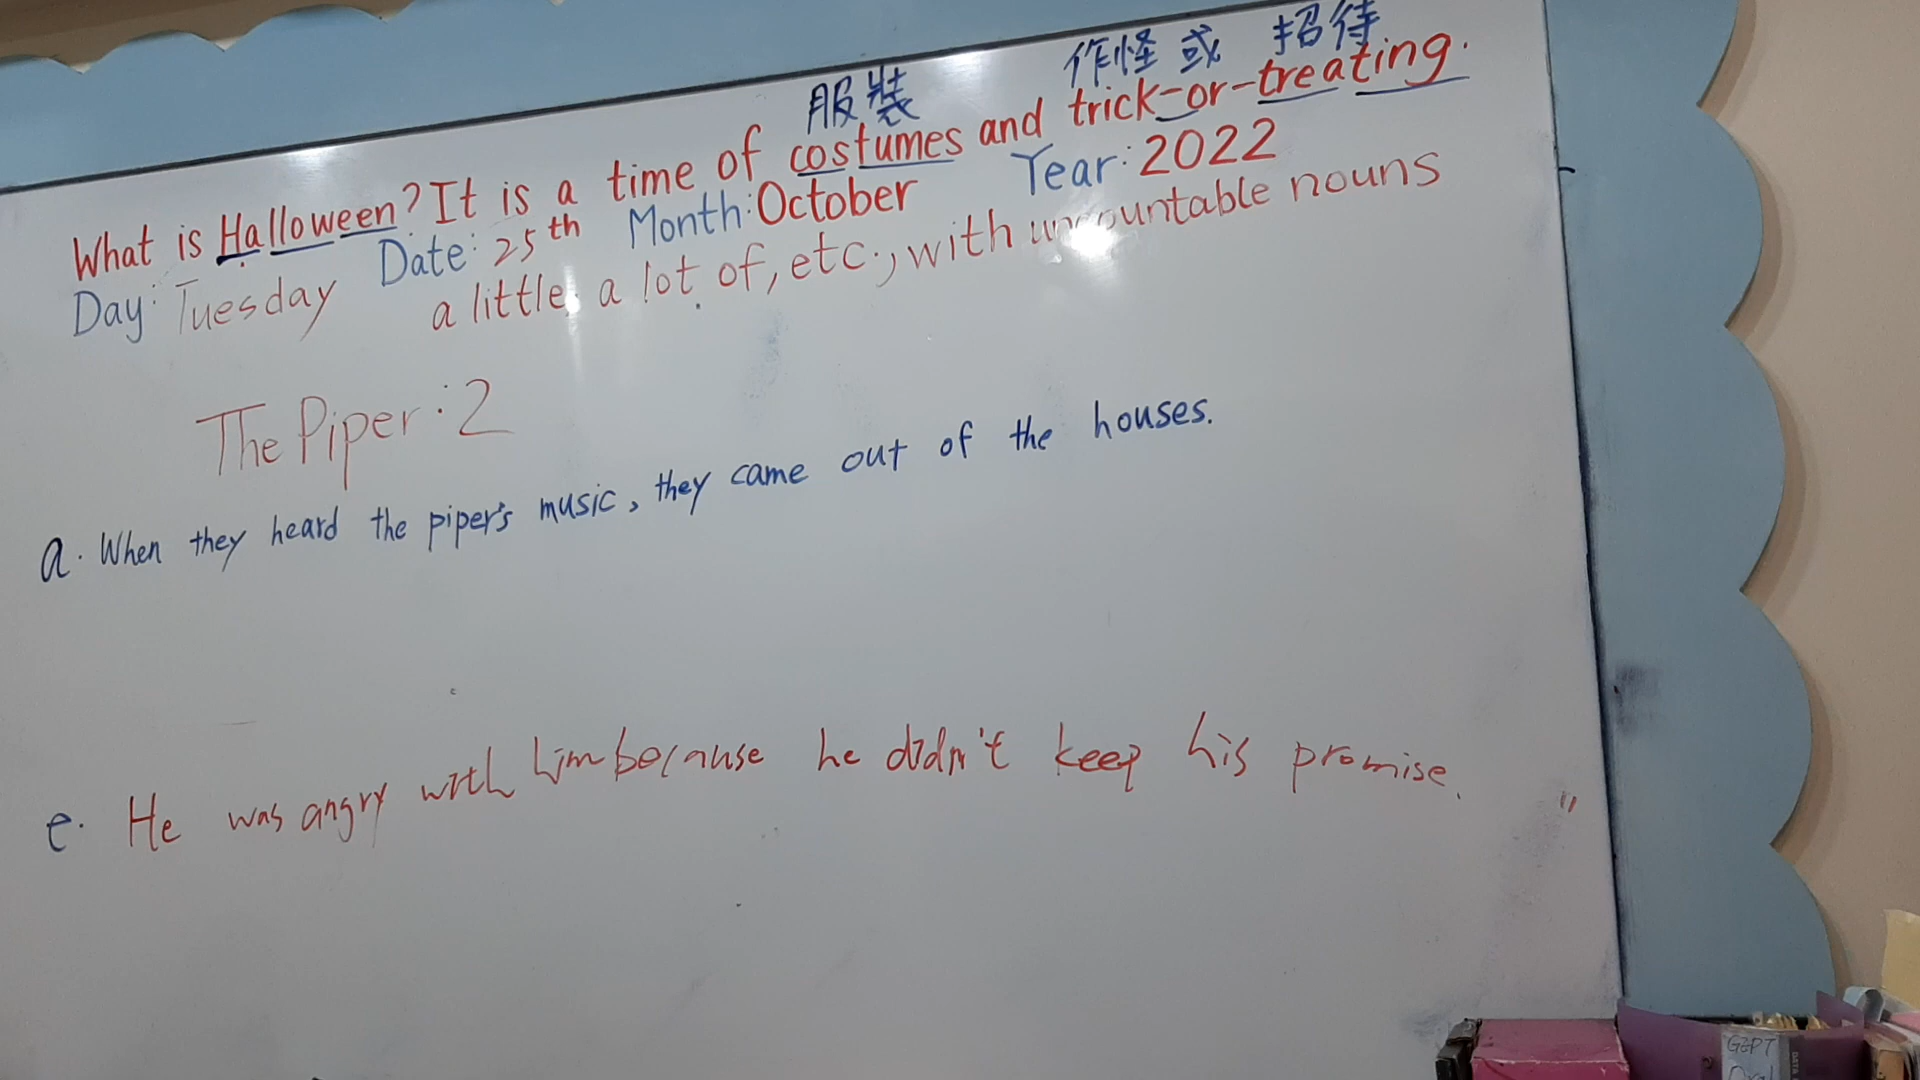 服裝 作怪或 招待
What is Halloween? It is a time of costumes and trick-or-treating.
Day: Tuesday Date: 25th Month: October Year: 2022
a little, a lot of, etc., with uncountable nouns
The Piper: 2
a. When they heard the piper's music, they came out of the houses.
e. He was angry with him because he didn't keep his promise.
GEPT